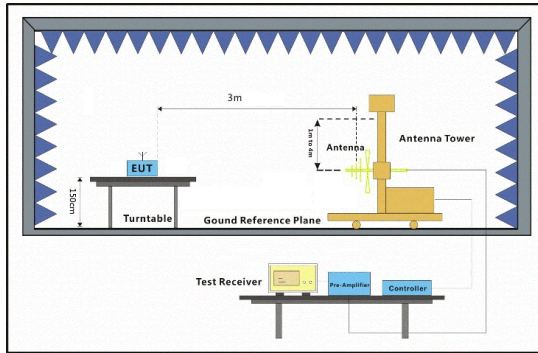 3m
1m to 4m
Antenna
Antenna Tower
EUT
150cm
Turntable
Gound Reference Plane
Test Receiver
Pre-Amplifier
Controller